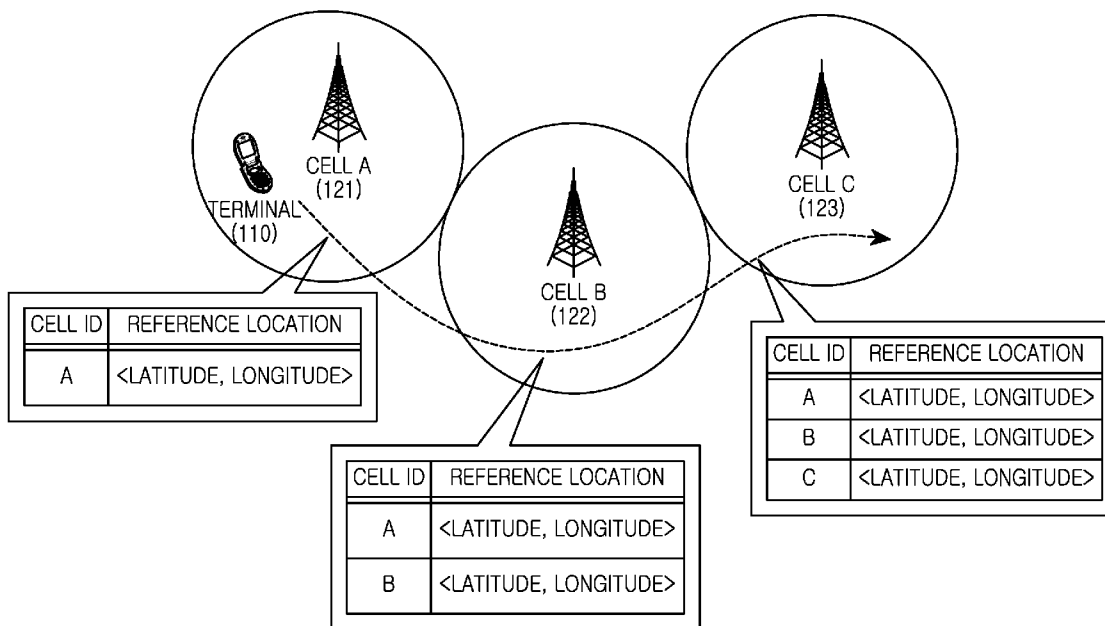 CELL A
(121)
TERMINAL
(110)
CELL B
(122)
CELL C
(123)
CELL ID REFERENCE LOCATION
A <LATITUDE, LONGITUDE>
CELL ID REFERENCE LOCATION
A <LATITUDE, LONGITUDE>
B <LATITUDE, LONGITUDE>
CELL ID REFERENCE LOCATION
A <LATITUDE, LONGITUDE>
B <LATITUDE, LONGITUDE>
C <LATITUDE, LONGITUDE>